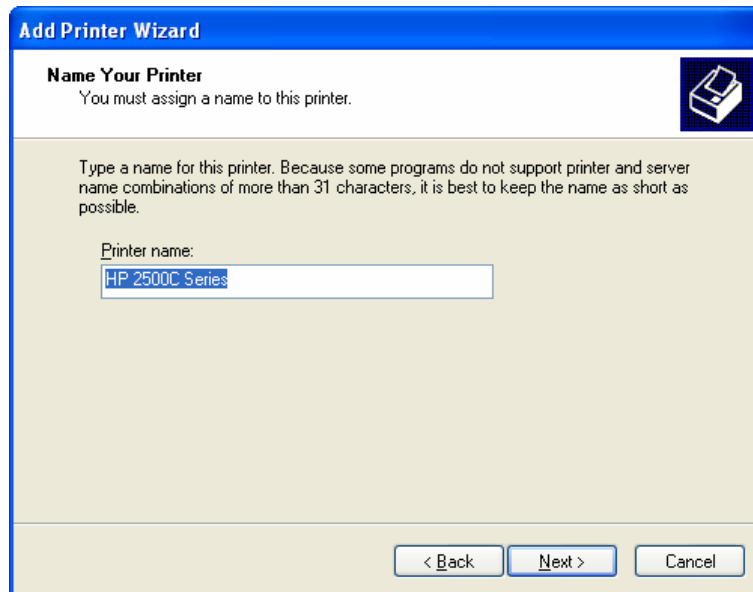 Add Printer Wizard
Name Your Printer
You must assign a name to this printer.
Type a name for this printer. Because some programs do not support printer and server
name combinations of more than 31 characters, it is best to keep the name as short as
possible.
Printer name:
HP 2500C Series
< Back Next > Cancel